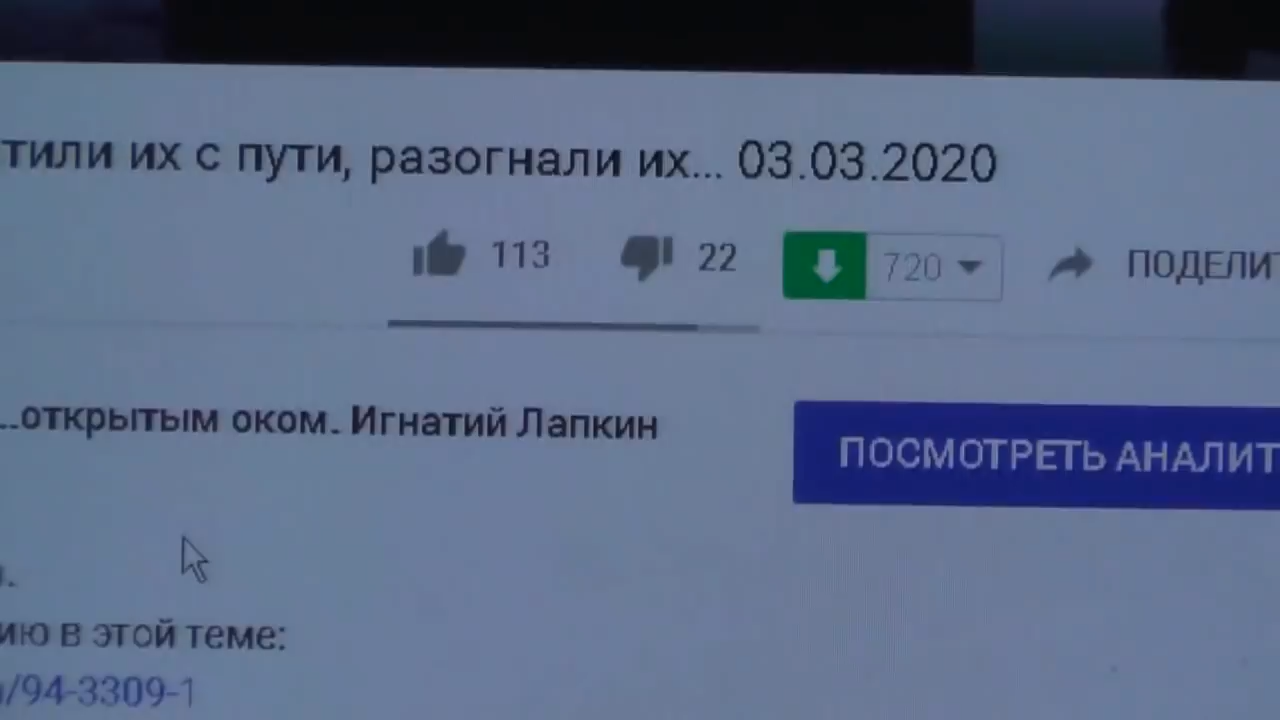 тили их с пути, разогнали их... 03.03.2020
113 22 720 ПОДЕЛИТ
...открытым оком. Игнатий Лапкин
ПОСМОТРЕТЬ АНАЛИТ
ию в этой теме:
/94-3309-1